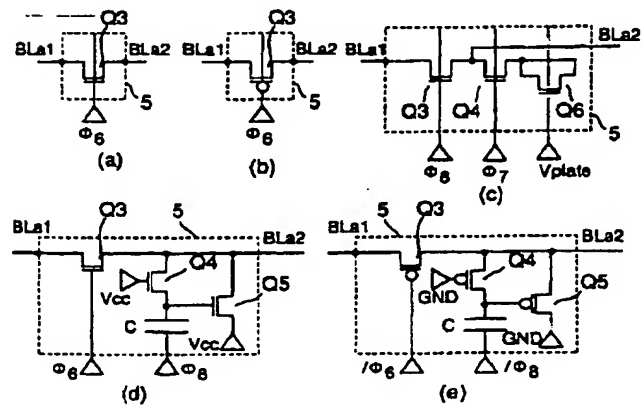 Q3
BLa1
BLa2
5
Φ6
(a)
Q3
BLa1
BLa2
5
Φ6
(b)
BLa1
BLa2
Q3
Q4
Q6
5
Φ6
Φ7
Vplate
(c)
BLa1
5
Q3
BLa2
Q4
Vcc
Q5
C
Vcc
Φ6
Φ8
(d)
BLa1
5
Q3
BLa2
Q4
GND
Q5
C
GND
/Φ6
/Φ8
(e)